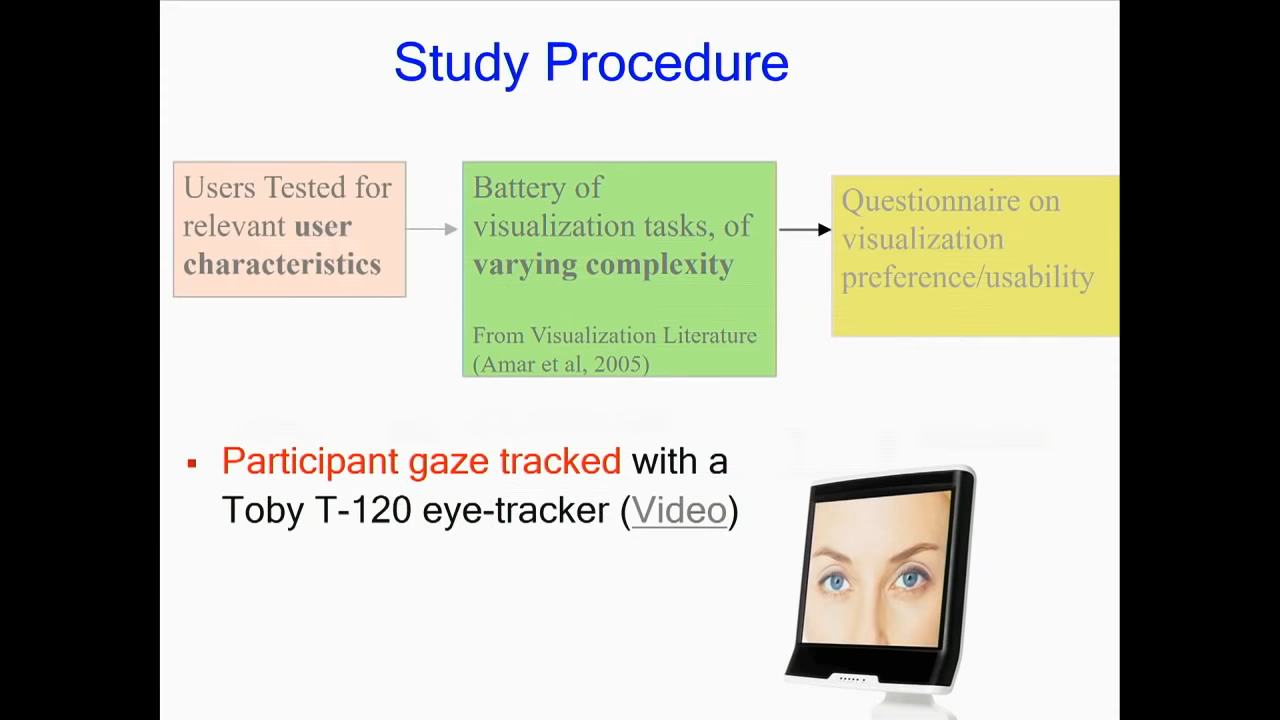 Study Procedure
Users Tested for
relevant user
characteristics
Battery of
visualization tasks, of
varying complexity
From Visualization Literature
(Amar et al, 2005)
Questionnaire on
visualization
preference/usability
▪ Participant gaze tracked with a
Toby T-120 eye-tracker (Video)